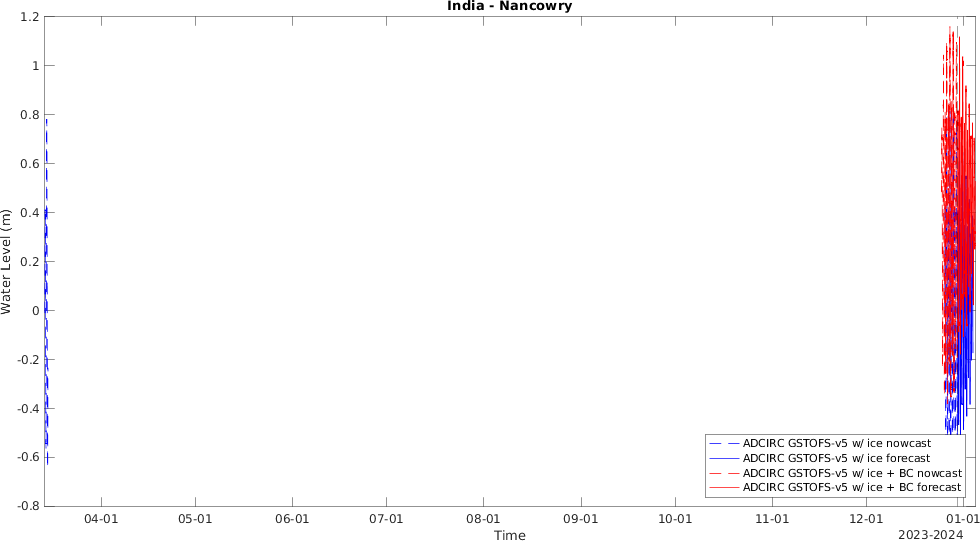 India - Nancowry
1.2
1
0.8
0.6
0.4
0.2
0
-0.2
-0.4
-0.6
-0.8
Water Level (m)
ADCIRC GSTOFS-v5 w/ ice nowcast
ADCIRC GSTOFS-v5 w/ ice forecast
ADCIRC GSTOFS-v5 w/ ice + BC nowcast
ADCIRC GSTOFS-v5 w/ ice + BC forecast
04-01 05-01 06-01 07-01 08-01 09-01 10-01 11-01 12-01 01-01
Time
2023-2024